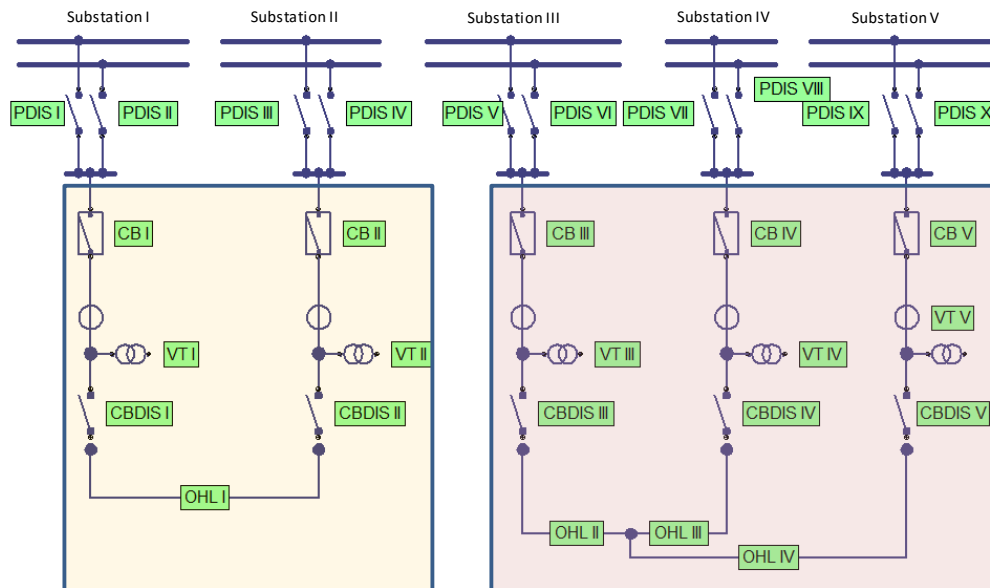 Substation I
Substation II
Substation III
Substation IV
Substation V
PDIS I
PDIS II
PDIS III
PDIS IV
PDIS V
PDIS VI
PDIS VII
PDIS VIII
PDIS IX
PDIS X
CB I
CB II
CB III
CB IV
CB V
VT V
VT I
VT II
VT III
VT IV
CBDIS I
CBDIS II
CBDIS III
CBDIS IV
CBDIS V
OHL I
OHL II
OHL III
OHL IV